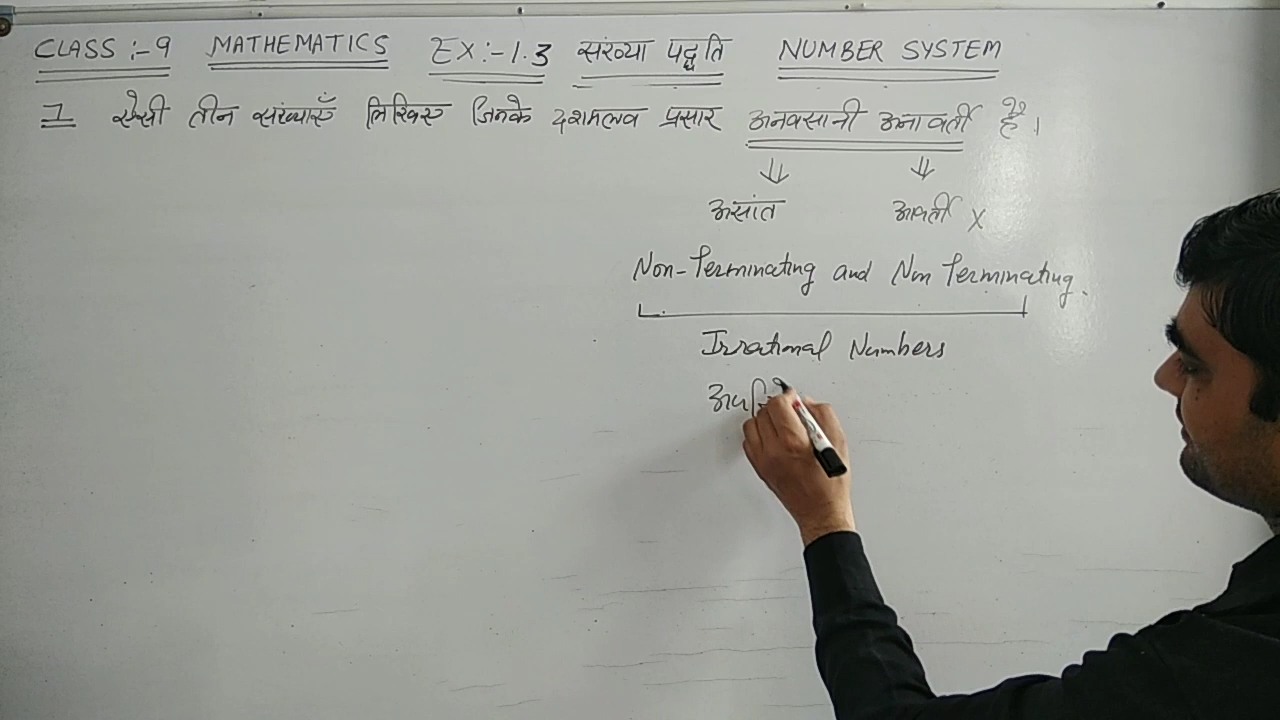 CLASS :- 9 MATHEMATICS EX:- 1.3 संख्या पद्धति NUMBER SYSTEM
1 ऐसी तीन संख्याएँ लिखिए जिनके दशमलव प्रसार अनवसानी अनावर्ती हैं।
⇓ ⇓
असांत आवर्ती x
Non-Terminating and Non Terminating.
Irrational Numbers